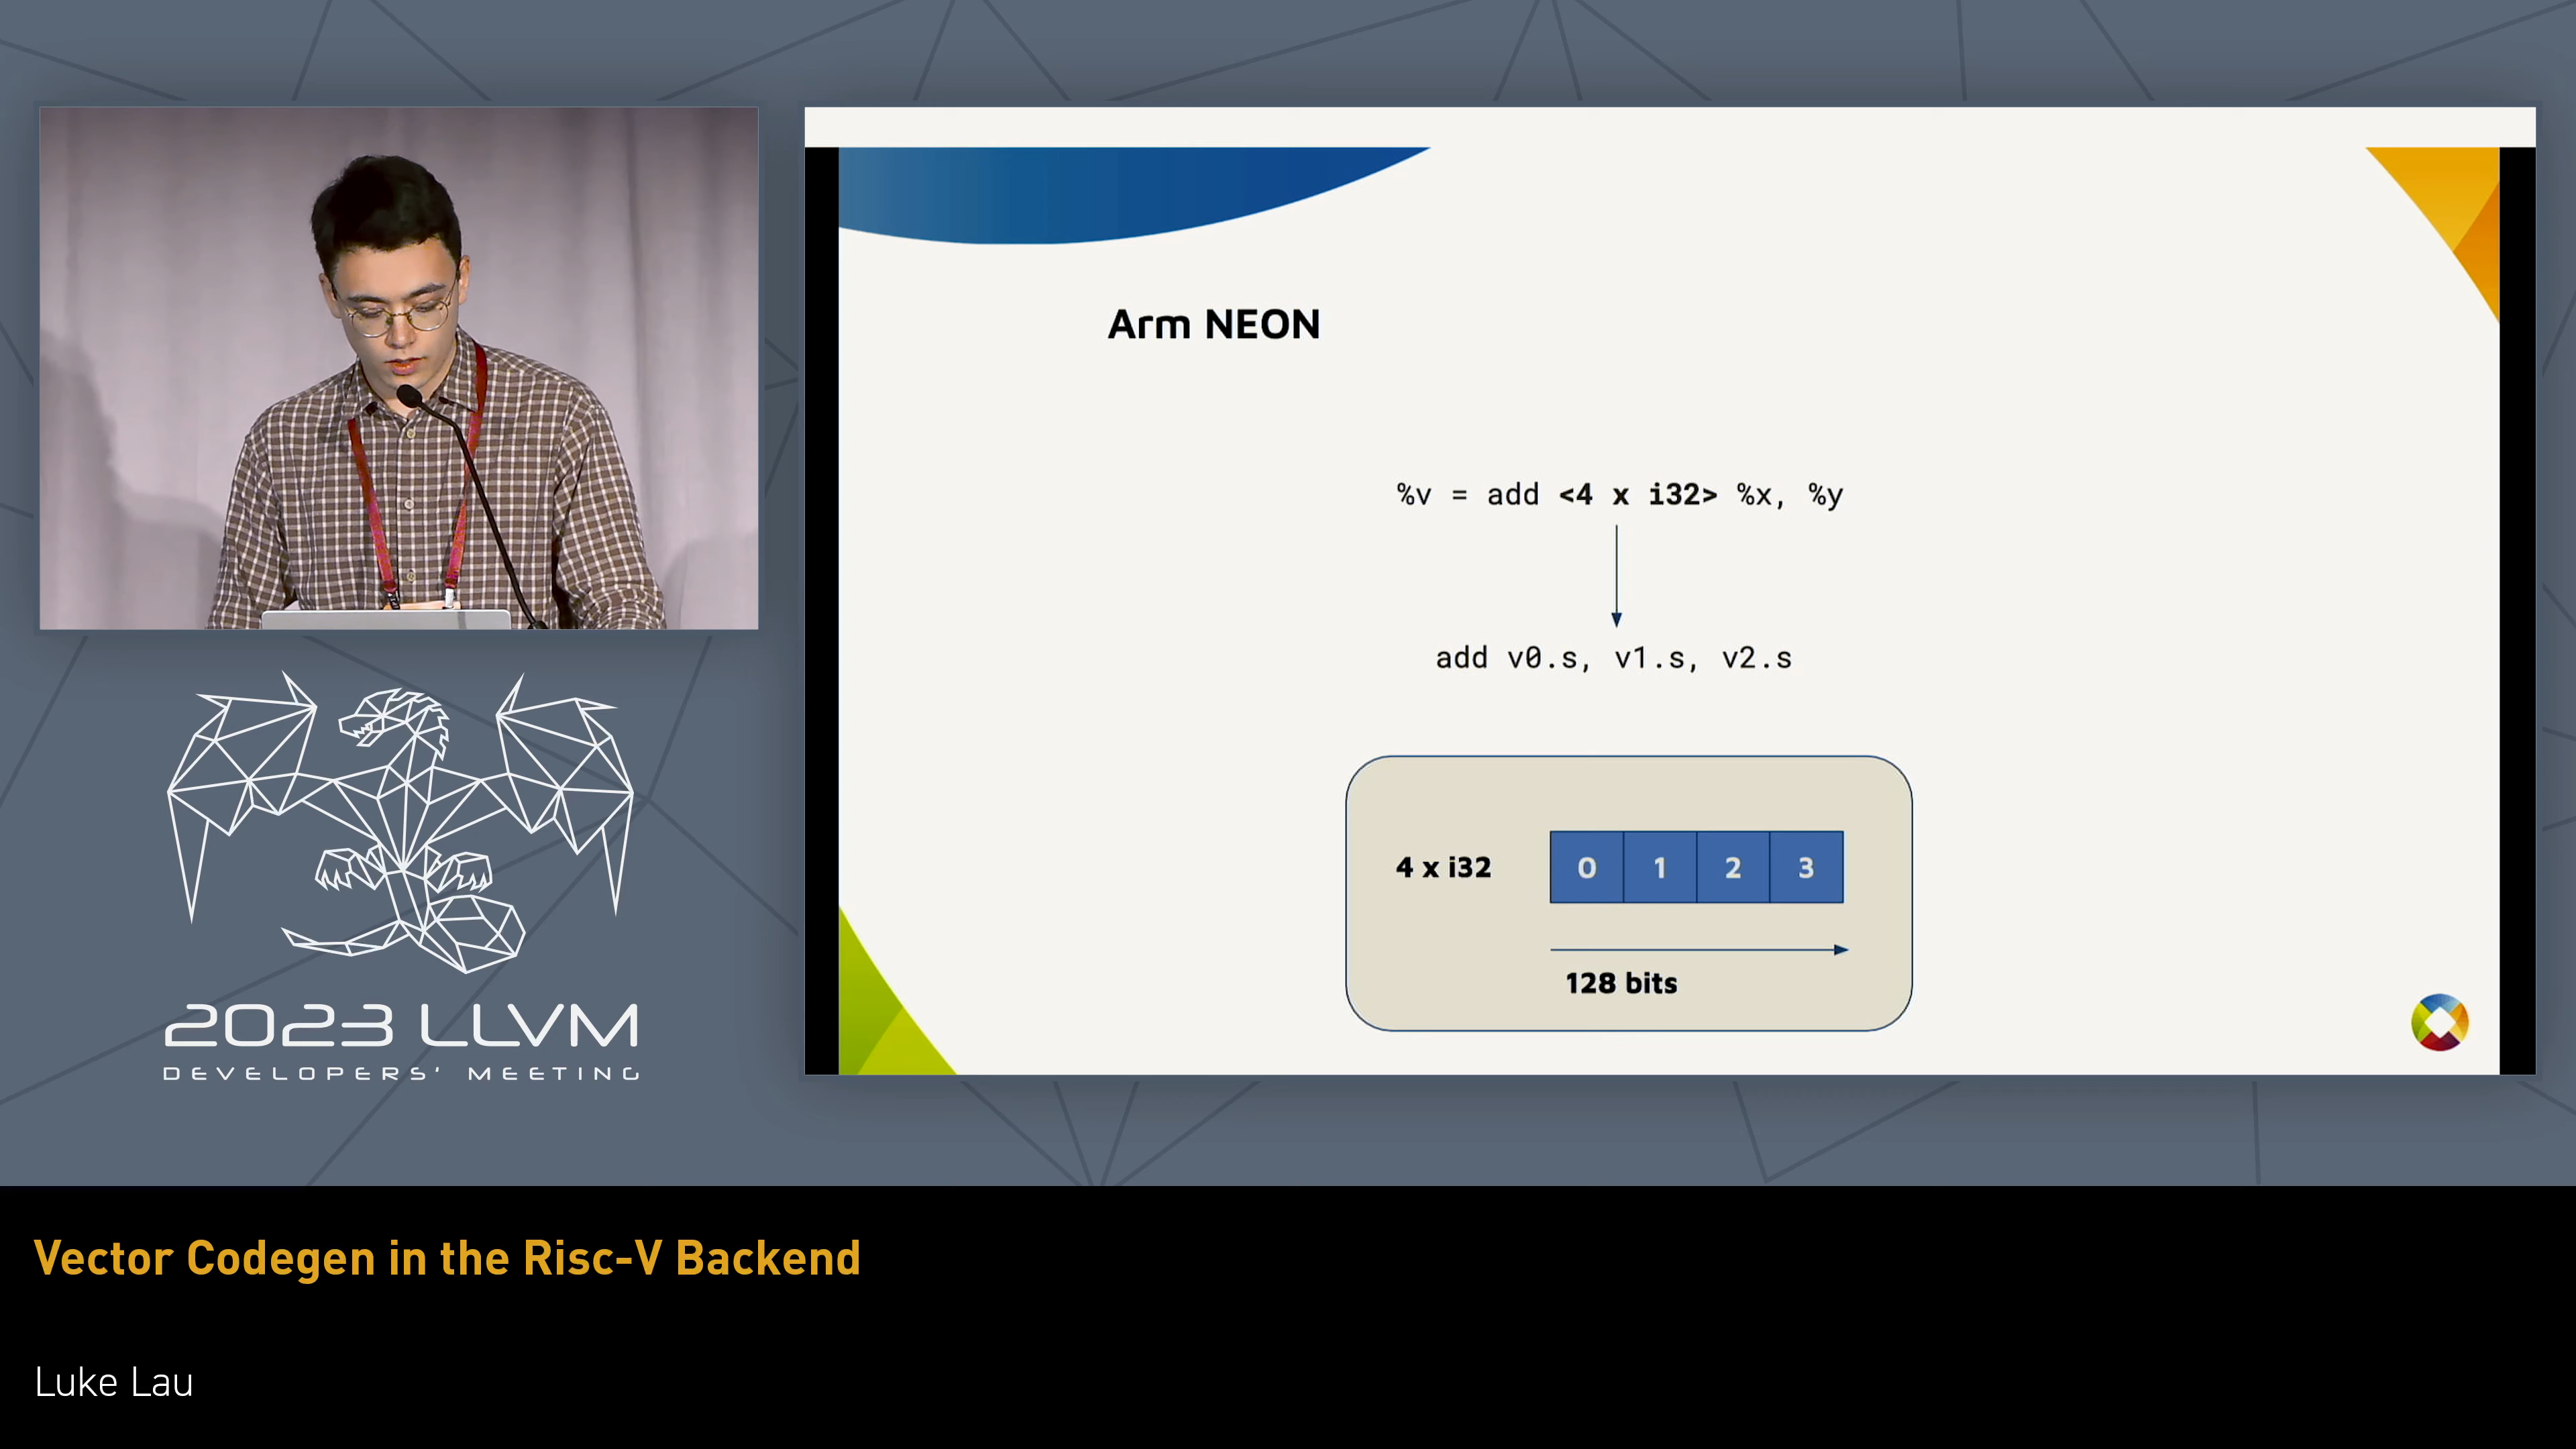 Arm NEON
%v = add <4 x i32> %x, %y
add v0.s, v1.s, v2.s
4 x i32 0 1 2 3
128 bits
2023 LLVM
DEVELOPERS' MEETING
Vector Codegen in the Risc-V Backend
Luke Lau